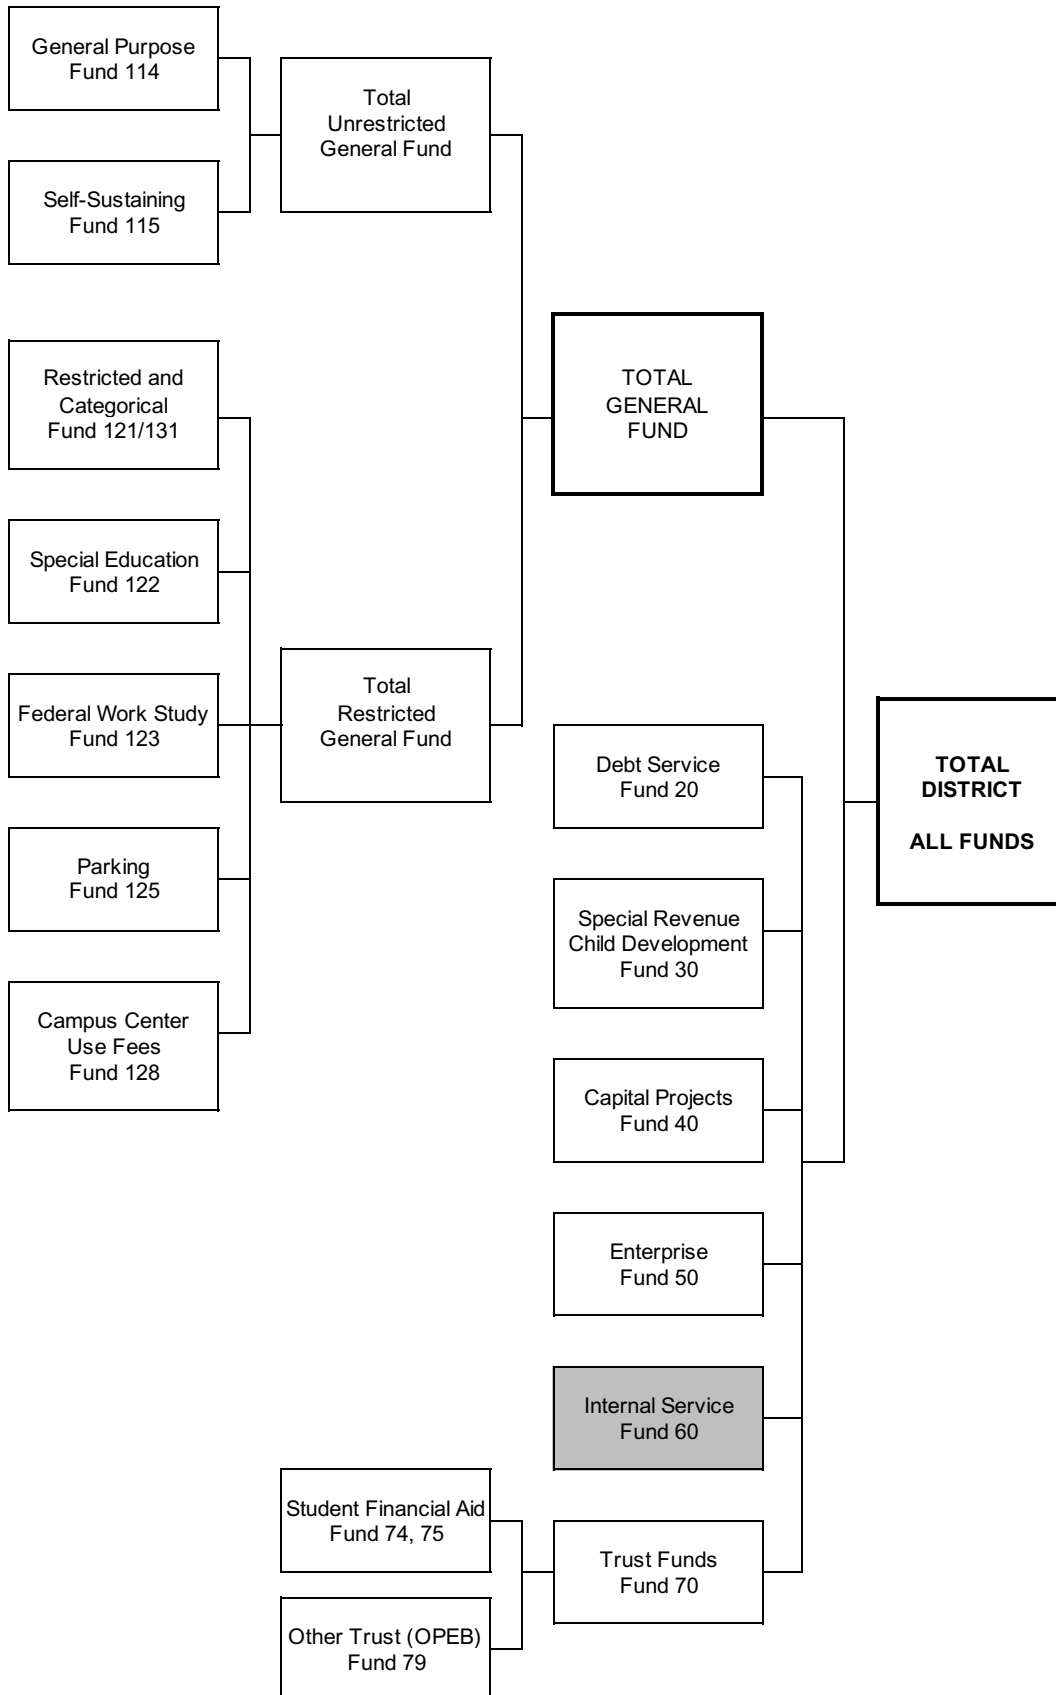 General Purpose
Fund 114
Total
Unrestricted
General Fund
Self-Sustaining
Fund 115
Restricted and
Categorical
Fund 121/131
TOTAL
GENERAL
FUND
Special Education
Fund 122
Federal Work Study
Fund 123
Total
Restricted
General Fund
Parking
Fund 125
Campus Center
Use Fees
Fund 128
Debt Service
Fund 20
TOTAL
DISTRICT
ALL FUNDS
Special Revenue
Child Development
Fund 30
Capital Projects
Fund 40
Enterprise
Fund 50
Internal Service
Fund 60
Student Financial Aid
Fund 74, 75
Trust Funds
Fund 70
Other Trust (OPEB)
Fund 79